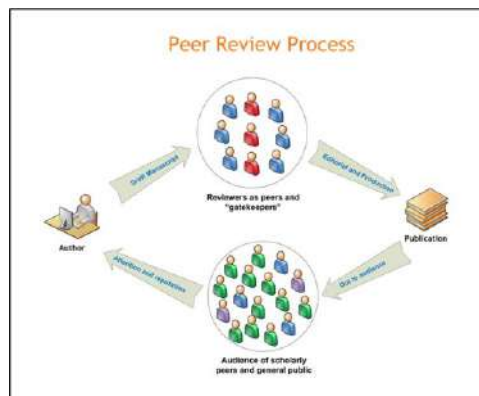 Peer Review Process
Draft Manuscript
Reviewers as peers and
"gatekeepers"
Editorial and Production
Author
Publication
Attention and reputation
Out to audience
Audience of scholarly
peers and general public